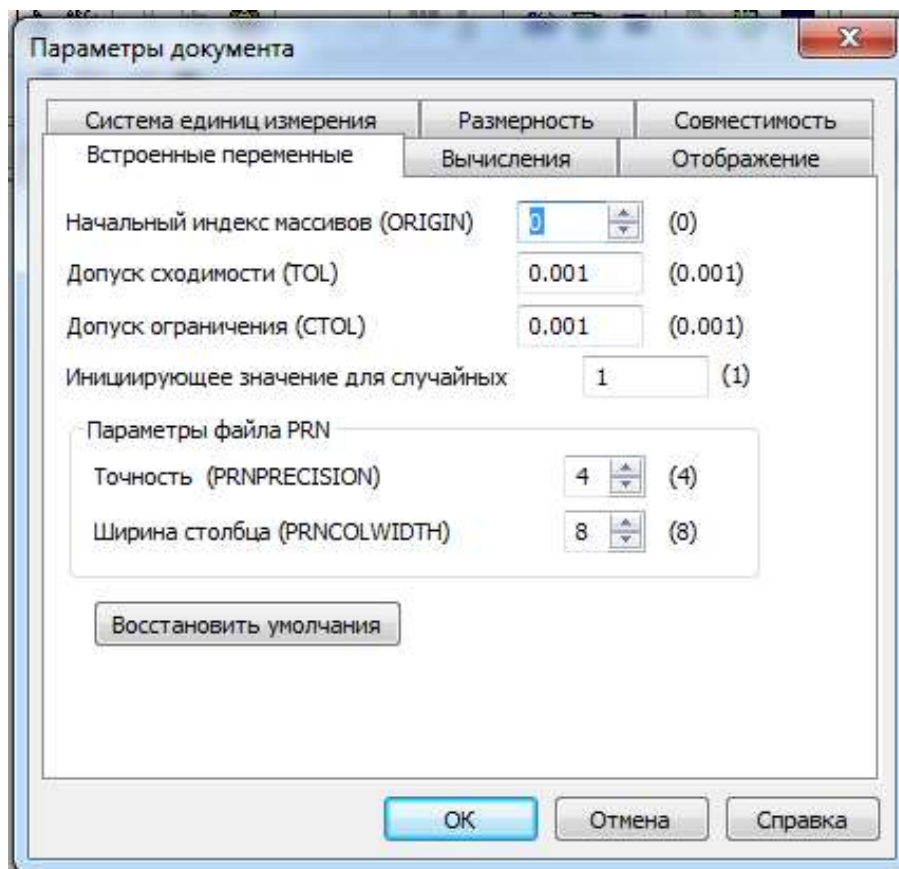 Параметры документа
Система единиц измерения Размерность Совместимость
Встроенные переменные Вычисления Отображение
Начальный индекс массивов (ORIGIN) 0 (0)
Допуск сходимости (TOL) 0.001 (0.001)
Допуск ограничения (CTOL) 0.001 (0.001)
Инициирующее значение для случайных 1 (1)
Параметры файла PRN
Точность (PRNPRECISION) 4 (4)
Ширина столбца (PRNCOLWIDTH) 8 (8)
Восстановить умолчания
ОК Отмена Справка